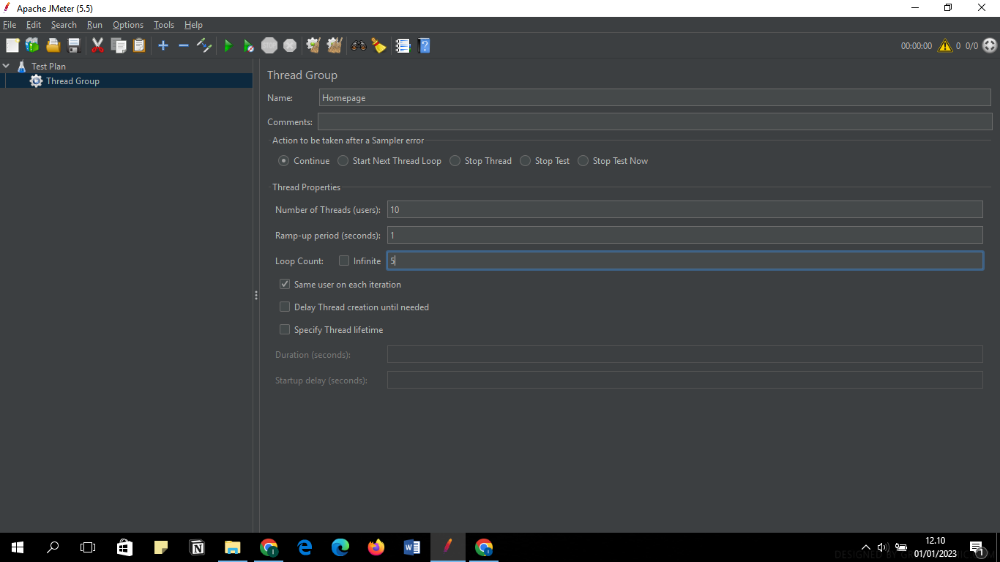 Apache JMeter (5.5)
File Edit Search Run Options Tools Help
STOP
00:00:00 0 0/0
Test Plan
Thread Group
Thread Group
Name: Homepage
Comments:
Action to be taken after a Sampler error
Continue Start Next Thread Loop Stop Thread Stop Test Stop Test Now
Thread Properties
Number of Threads (users): 10
Ramp-up period (seconds): 1
Loop Count: Infinite 5
Same user on each iteration
Delay Thread creation until needed
Specify Thread lifetime
Duration (seconds):
Startup delay (seconds):
12.10
01/01/2023
1